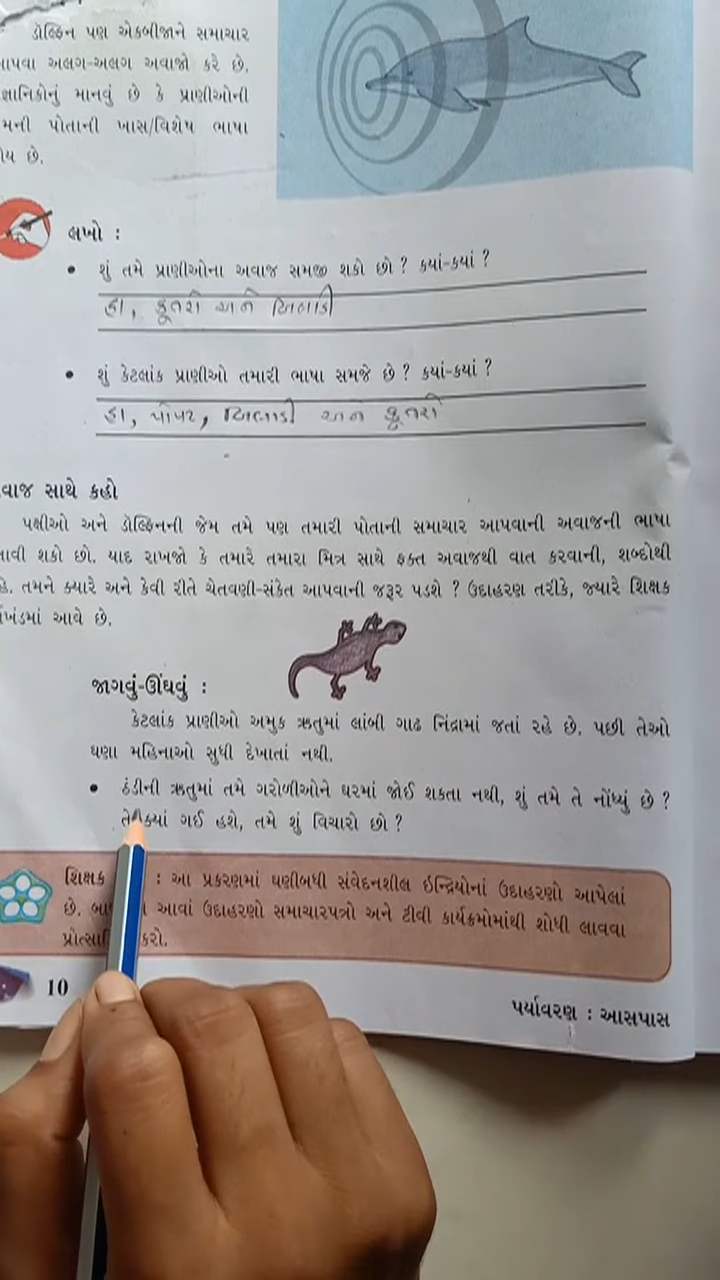 ડૉલ્ફિન પણ એકબીજાને સમાચાર
આપવા અલગ-અલગ અવાજો કરે છે.
જ્ઞાનિકોનું માનવું છે કે પ્રાણીઓની
મની પોતાની ખાસ/વિશેષ ભાષા
ય છે.
લખો :
• શું તમે પ્રાણીઓના અવાજ સમજી શકો છો ? કયાં-કયાં ?
હા, કૂતરો અને બિલાડી
• શું કેટલાંક પ્રાણીઓ તમારી ભાષા સમજે છે ? કયાં-કયાં ?
હા, પોપટ, બિલાડી અને કૂતરો
વાજ સાથે કહો
પક્ષીઓ અને ડૉલ્ફિનની જેમ તમે પણ તમારી પોતાની સમાચાર આપવાની અવાજની ભાષા
ાવી શકો છો. યાદ રાખજો કે તમારે તમારા મિત્ર સાથે ફક્ત અવાજથી વાત કરવાની, શબ્દોથી
હે. તમને ક્યારે અને કેવી રીતે ચેતવણી-સંકેત આપવાની જરૂર પડશે ? ઉદાહરણ તરીકે, જ્યારે શિક્ષક
ખંડમાં આવે છે.
જાગવું-ઊંઘવું :
કેટલાંક પ્રાણીઓ અમુક ઋતુમાં લાંબી ગાઢ નિંદ્રામાં જતાં રહે છે. પછી તેઓ
ઘણા મહિનાઓ સુધી દેખાતાં નથી.
• ઠંડીની ઋતુમાં તમે ગરોળીઓને ઘરમાં જોઈ શકતા નથી, શું તમે તે નોંધ્યું છે ?
તે ક્યાં ગઈ હશે, તમે શું વિચારો છો ?
શિક્ષક : આ પ્રકરણમાં ઘણીબધી સંવેદનશીલ ઇન્દ્રિયોનાં ઉદાહરણો આપેલાં
છે. આવાં ઉદાહરણો સમાચારપત્રો અને ટીવી કાર્યક્રમોમાંથી શોધી લાવવા
કરો.
10
પર્યાવરણ : આસપાસ